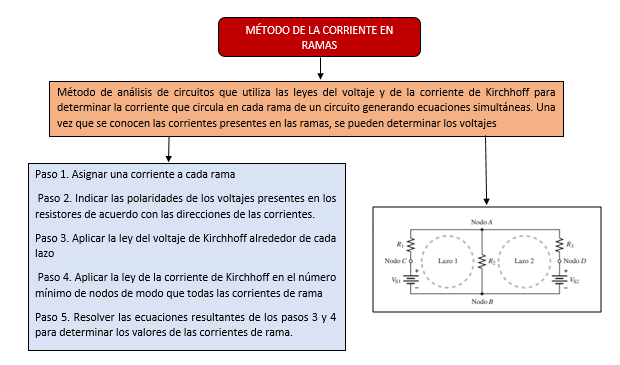 MÉTODO DE LA CORRIENTE EN
RAMAS
Método de análisis de circuitos que utiliza las leyes del voltaje y de la corriente de Kirchhoff para
determinar la corriente que circula en cada rama de un circuito generando ecuaciones simultáneas. Una
vez que se conocen las corrientes presentes en las ramas, se pueden determinar los voltajes
Paso 1. Asignar una corriente a cada rama
Paso 2. Indicar las polaridades de los voltajes presentes en los
resistores de acuerdo con las direcciones de las corrientes.
Paso 3. Aplicar la ley del voltaje de Kirchhoff alrededor de cada
lazo
Paso 4. Aplicar la ley de la corriente de Kirchhoff en el número
mínimo de nodos de modo que todas las corrientes de rama
Paso 5. Resolver las ecuaciones resultantes de los pasos 3 y 4
para determinar los valores de las corrientes de rama.
Nodo A
R1 R3
Nodo C Lazo 1 R2 Lazo 2 Nodo D
+ +
VS1 VS2
– –
Nodo B